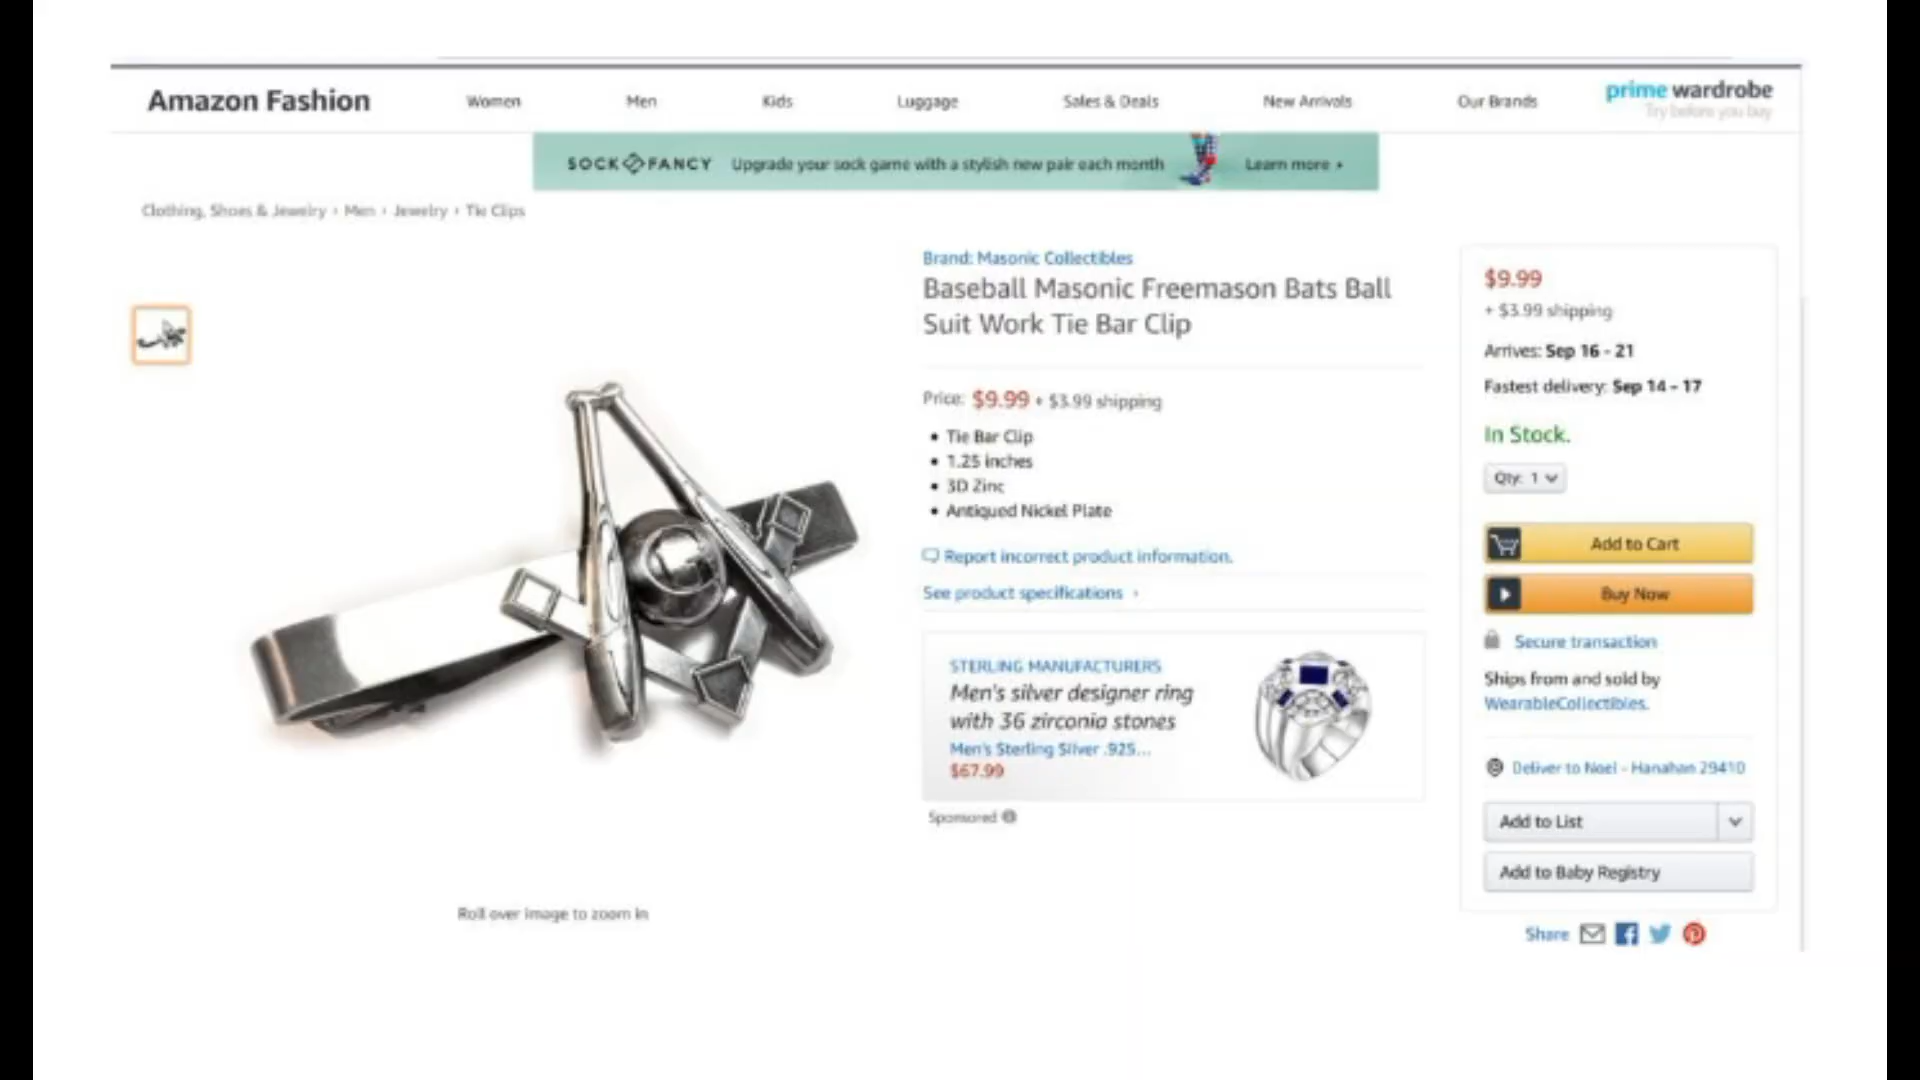 Amazon Fashion
Women
Men
Kids
Luggage
Sales & Deals
New Arrivals
Our Brands
prime wardrobe
Try before you buy
SOCK FANCY Upgrade your sock game with a stylish new pair each month Learn more ▸
Clothing, Shoes & Jewelry › Men › Jewelry › Tie Clips
Brand: Masonic Collectibles
Baseball Masonic Freemason Bats Ball
Suit Work Tie Bar Clip
Price: $9.99 + $3.99 shipping
• Tie Bar Clip
• 1.25 inches
• 3D Zinc
• Antiqued Nickel Plate
Report incorrect product information.
See product specifications ›
STERLING MANUFACTURERS
Men's silver designer ring
with 36 zirconia stones
Men's Sterling Silver .925...
$67.99
Sponsored
Roll over image to zoom in
$9.99
+ $3.99 shipping
Arrives: Sep 16 - 21
Fastest delivery: Sep 14 - 17
In Stock.
Qty: 1
Add to Cart
Buy Now
Secure transaction
Ships from and sold by
WearableCollectibles.
Deliver to Noel - Hanahan 29410
Add to List
Add to Baby Registry
Share